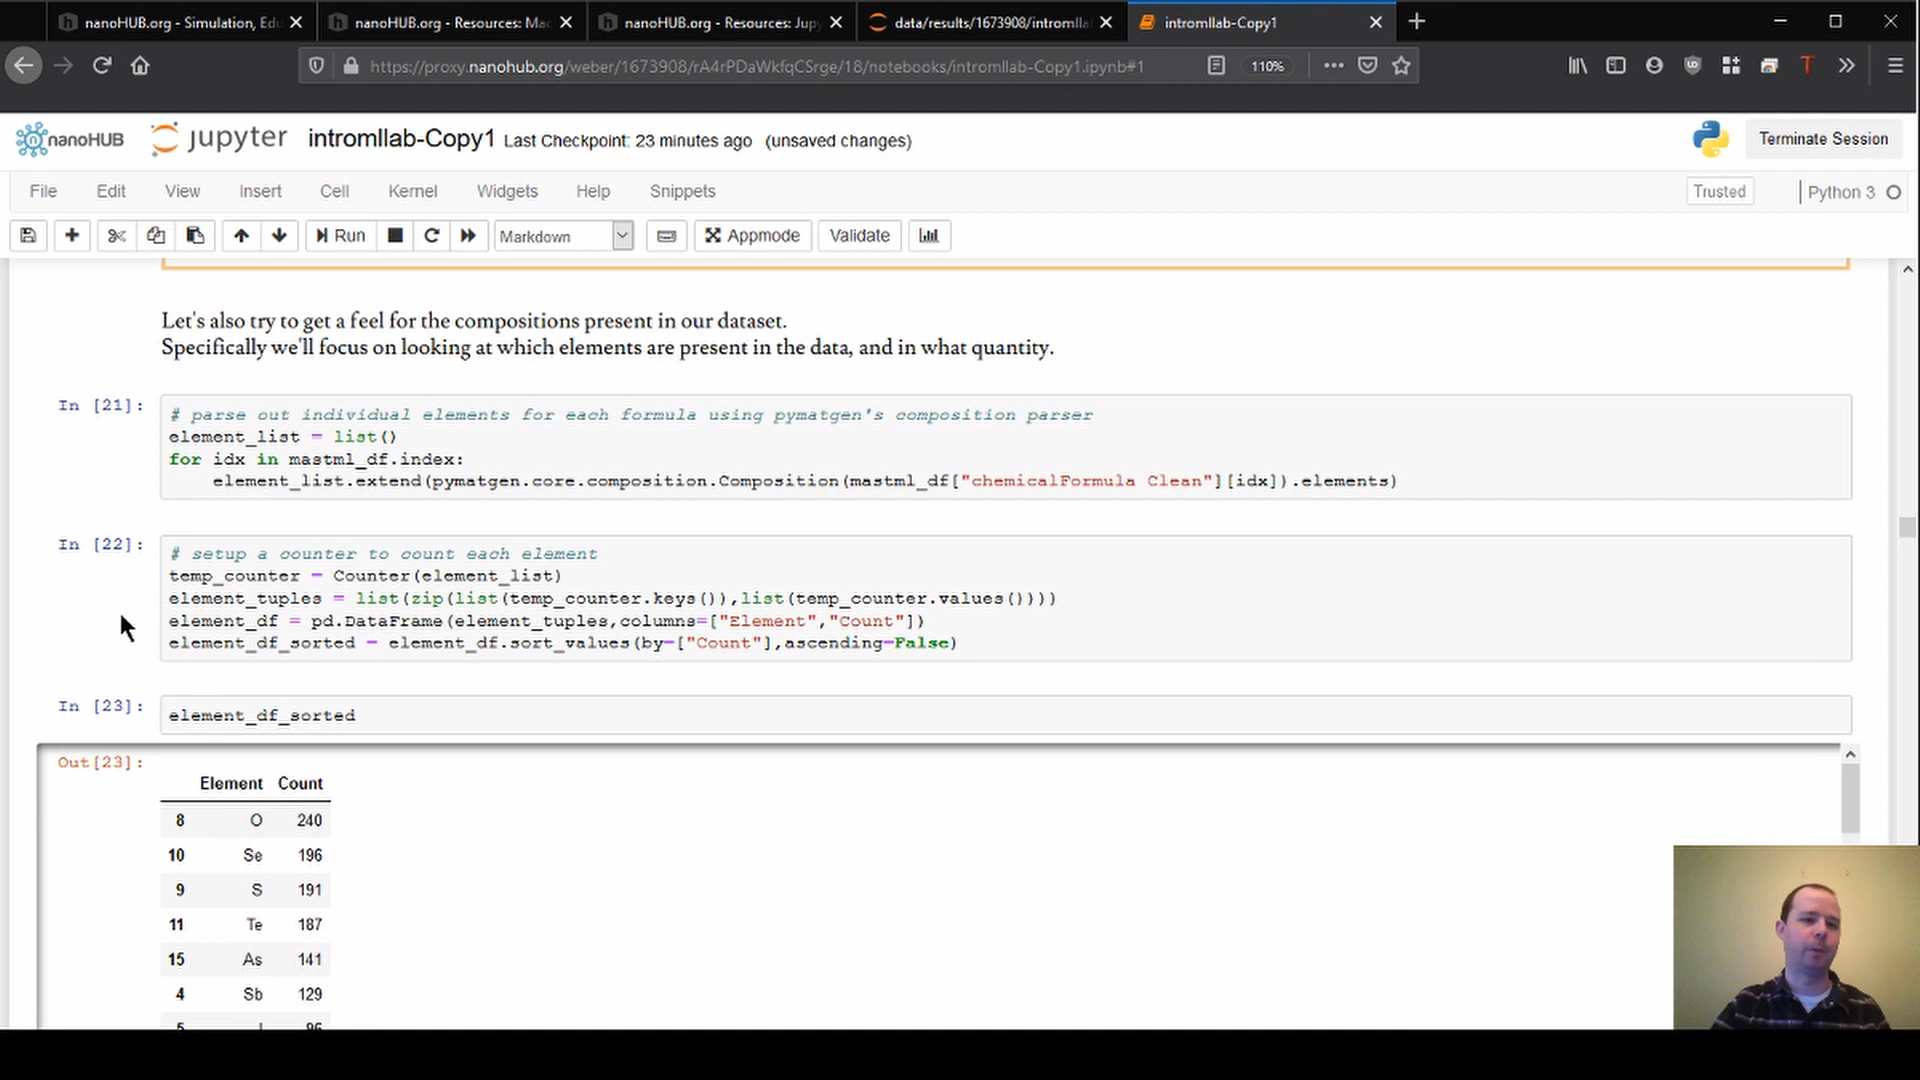 nanoHUB.org - Simulation, Edu
nanoHUB.org - Resources: Mac
nanoHUB.org - Resources: Jupy
data/results/1673908/intromllab
intromllab-Copy1
https://proxy.nanohub.org/weber/1673908/rA4rPDaWkfqCSrge/18/notebooks/intromllab-Copy1.ipynb#1
110%
nanoHUB
jupyter
intromllab-Copy1 Last Checkpoint: 23 minutes ago (unsaved changes)
Terminate Session
File Edit View Insert Cell Kernel Widgets Help Snippets
Trusted
Python 3
Run
Markdown
Appmode
Validate
Let's also try to get a feel for the compositions present in our dataset.
Specifically we'll focus on looking at which elements are present in the data, and in what quantity.
In [21]:
# parse out individual elements for each formula using pymatgen's composition parser
element_list = list()
for idx in mastml_df.index:
    element_list.extend(pymatgen.core.composition.Composition(mastml_df["chemicalFormula Clean"][idx]).elements)
In [22]:
# setup a counter to count each element
temp_counter = Counter(element_list)
element_tuples = list(zip(list(temp_counter.keys()),list(temp_counter.values())))
element_df = pd.DataFrame(element_tuples,columns=["Element","Count"])
element_df_sorted = element_df.sort_values(by=["Count"],ascending=False)
In [23]:
element_df_sorted
Out[23]:
Element Count
8 O 240
10 Se 196
9 S 191
11 Te 187
15 As 141
4 Sb 129